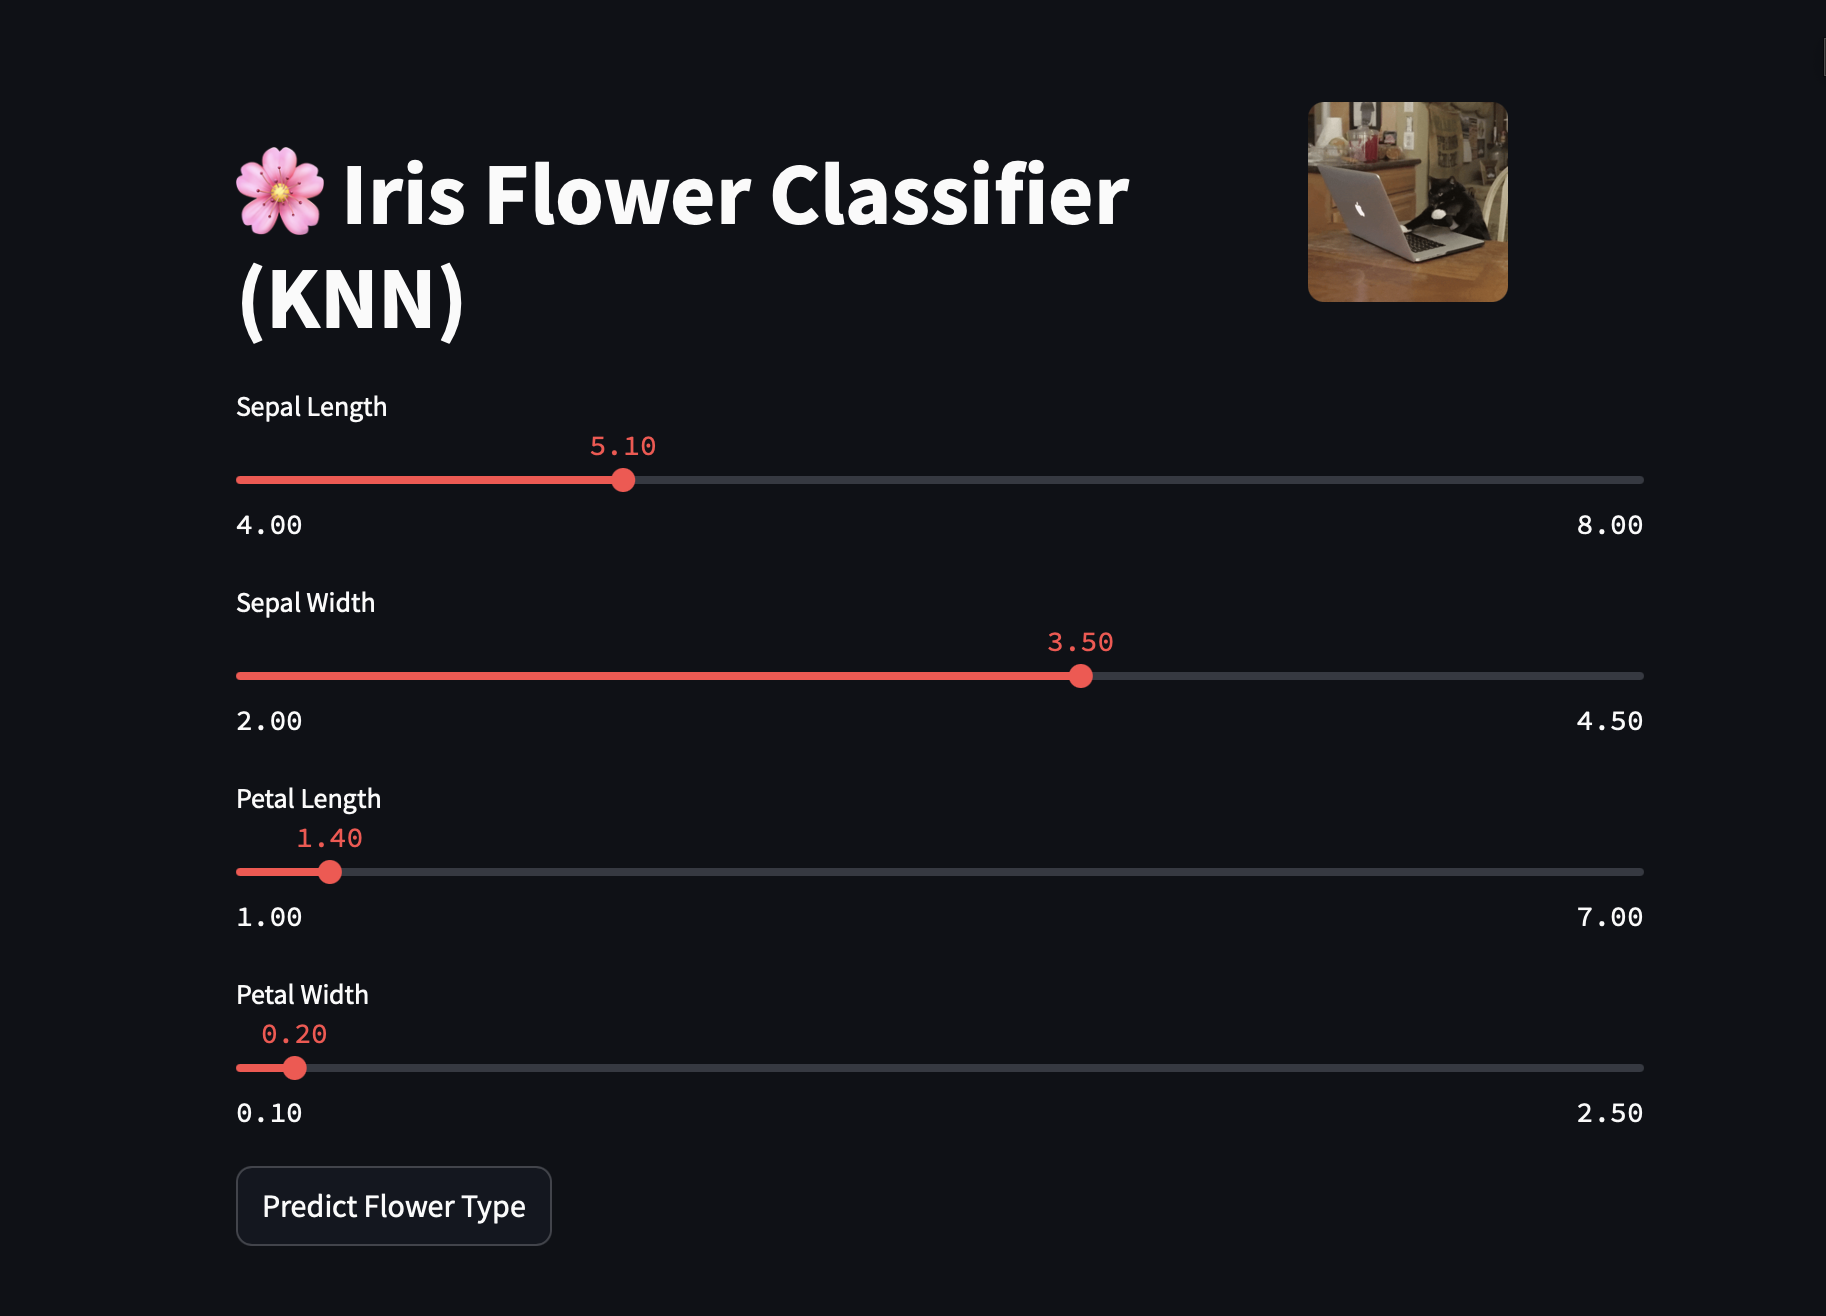 🌸 Iris Flower Classifier
(KNN)
Sepal Length
5.10
4.00 8.00
Sepal Width
3.50
2.00 4.50
Petal Length
1.40
1.00 7.00
Petal Width
0.20
0.10 2.50
Predict Flower Type